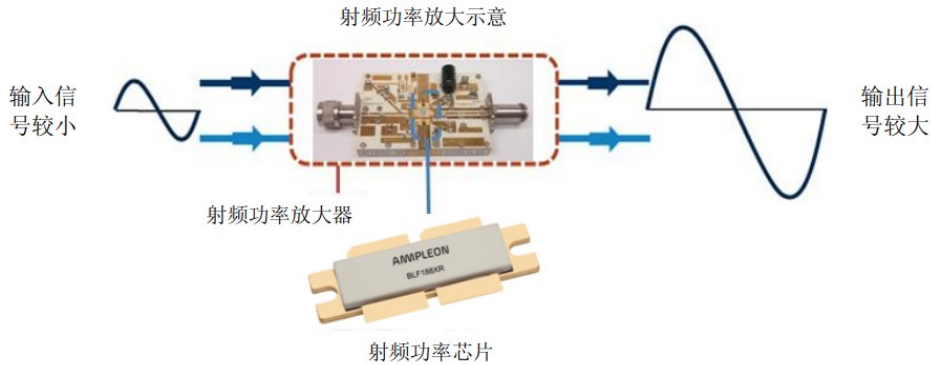 射频功率放大示意
输入信
号较小
输出信
号较大
射频功率放大器
AMPLEON
BLF188XR
射频功率芯片